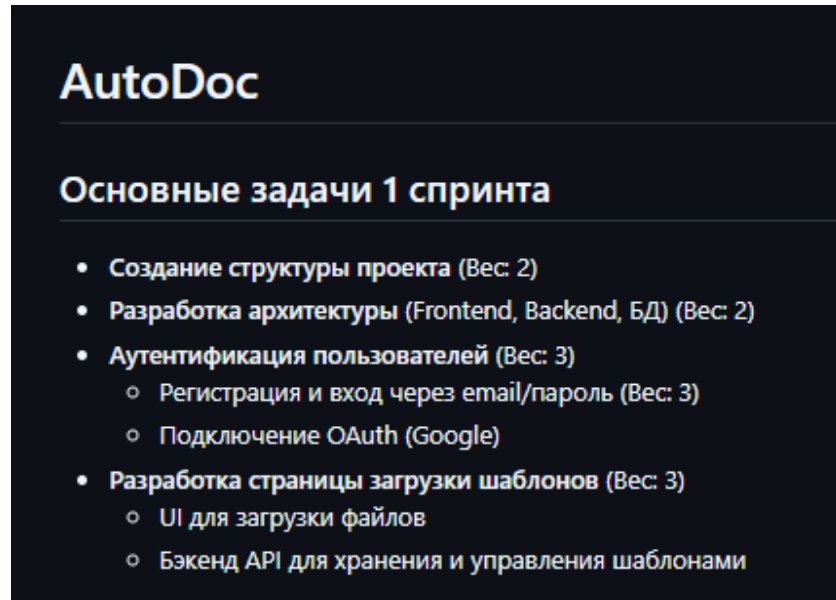 AutoDoc
Основные задачи 1 спринта
• Создание структуры проекта (Вес: 2)
• Разработка архитектуры (Frontend, Backend, БД) (Вес: 2)
• Аутентификация пользователей (Вес: 3)
◦ Регистрация и вход через email/пароль (Вес: 3)
◦ Подключение OAuth (Google)
• Разработка страницы загрузки шаблонов (Вес: 3)
◦ UI для загрузки файлов
◦ Бэкенд API для хранения и управления шаблонами